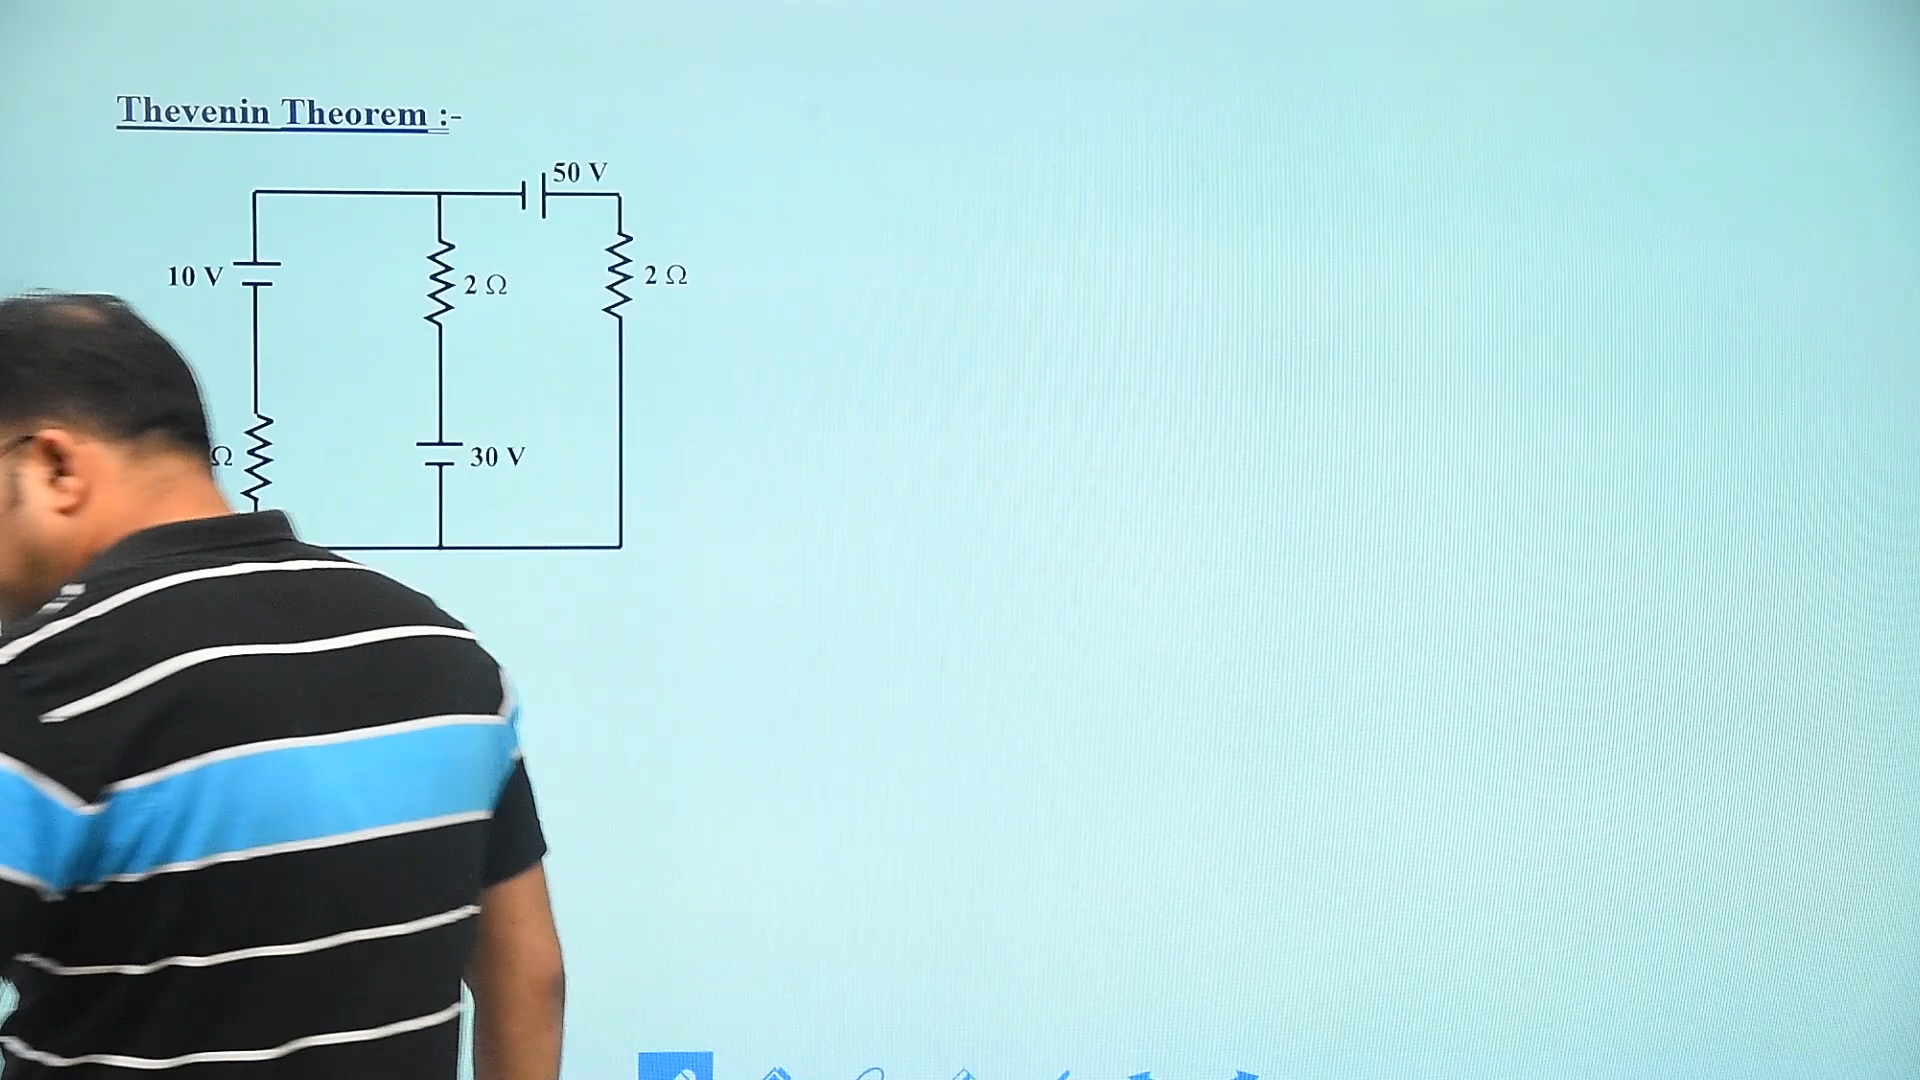 Thevenin Theorem :-
50 V
10 V
2 Ω
2 Ω
Ω
30 V